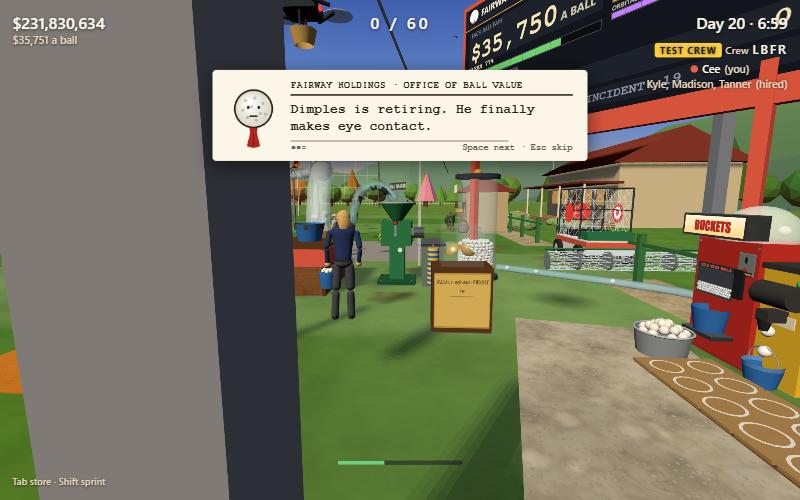 $231,830,634
$35,751 a ball
0 / 60
FAIRWAY
$35,750 A BALL
Day 20 · 6:59
TEST CREW Crew LBFR
Cee (you)
Kyle, Madison, Tanner (hired)
INCIDENT
19
FAIRWAY HOLDINGS · OFFICE OF BALL VALUE
Dimples is retiring. He finally
makes eye contact.
Space next · Esc skip
BUCKETS
Tab store · Shift sprint